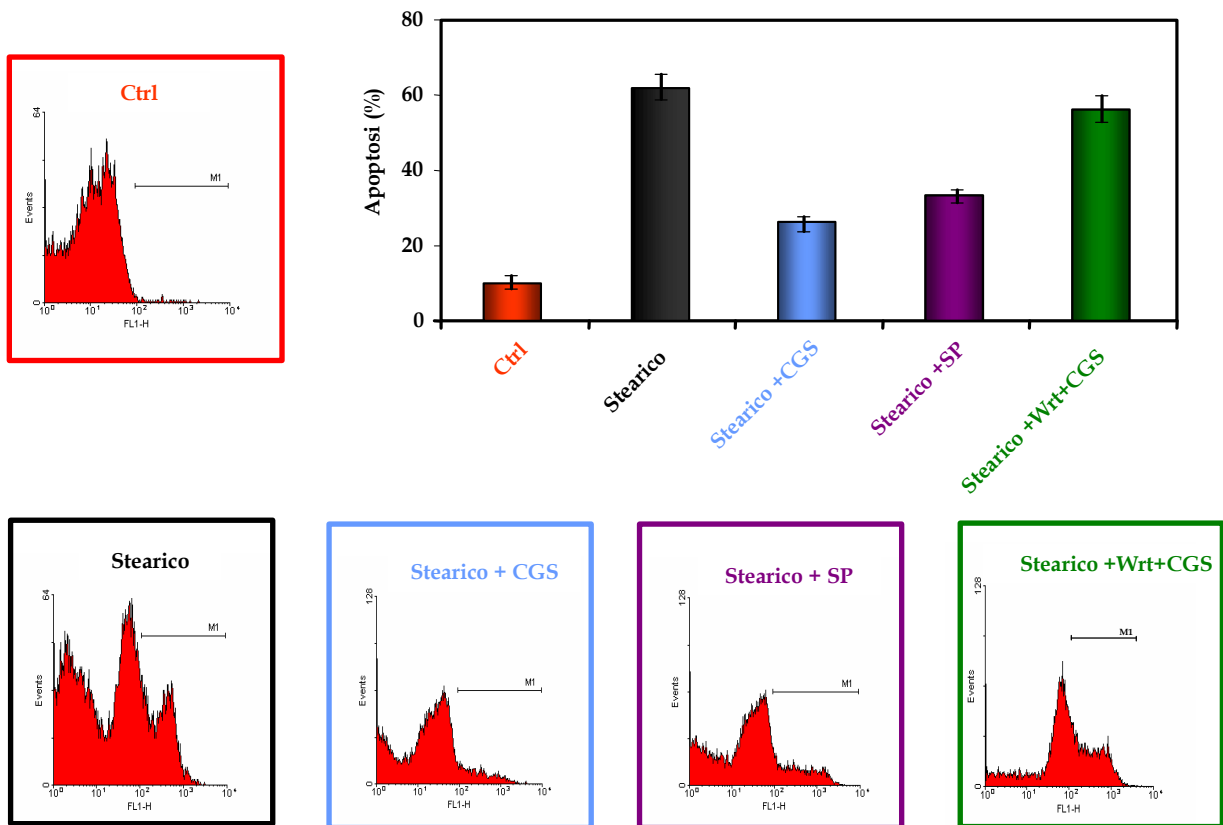 Ctrl
64
Events
0
M1
10⁰ 10¹ 10² 10³ 10⁴
FL1-H
80
60
40
20
0
Apoptosi (%)
Ctrl
Stearico
Stearico +CGS
Stearico +SP
Stearico +Wrt+CGS
Stearico
64
Events
0
M1
10⁰ 10¹ 10² 10³ 10⁴
FL1-H
Stearico + CGS
128
Events
0
M1
10⁰ 10¹ 10² 10³ 10⁴
FL1-H
Stearico + SP
128
Events
0
M1
10⁰ 10¹ 10² 10³ 10⁴
FL1-H
Stearico +Wrt+CGS
128
Events
0
M1
10⁰ 10¹ 10² 10³ 10⁴
FL1-H